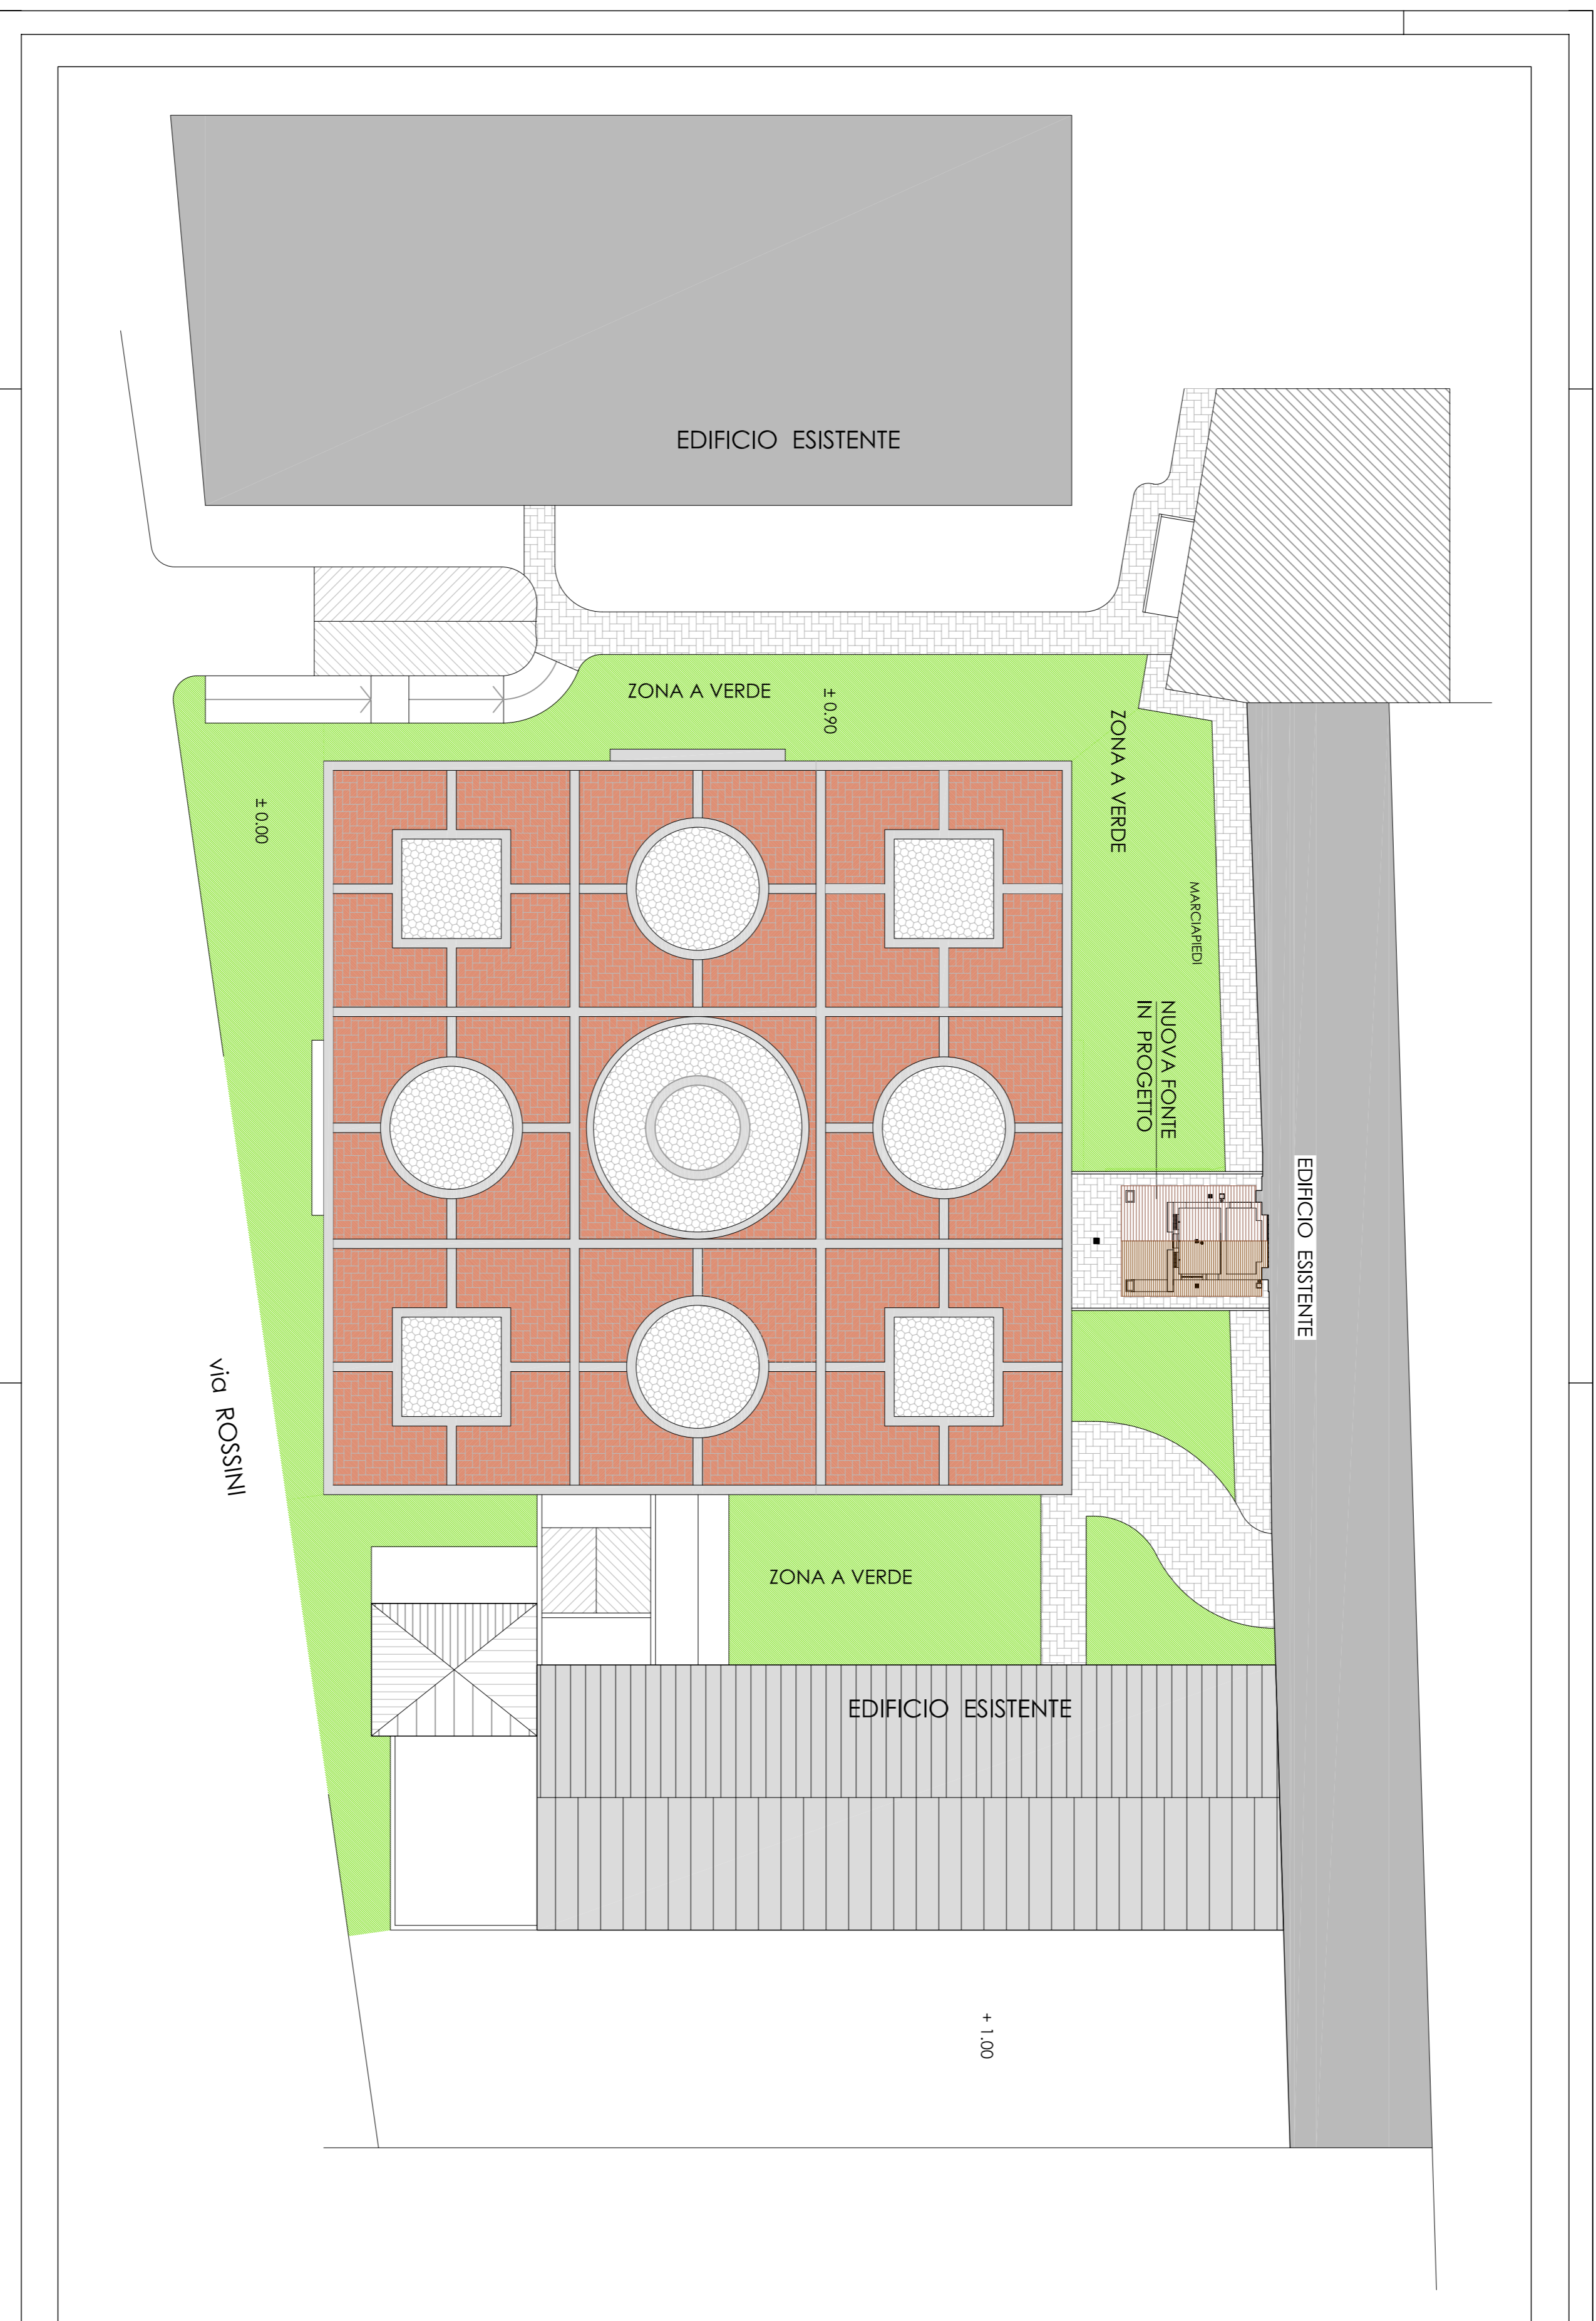 EDIFICIO ESISTENTE
ZONA A VERDE
± 0.90
ZONA A VERDE
± 0.00
MARCIAPIEDI
NUOVA FONTE
IN PROGETTO
EDIFICIO ESISTENTE
via ROSSINI
ZONA A VERDE
EDIFICIO ESISTENTE
+ 1.00